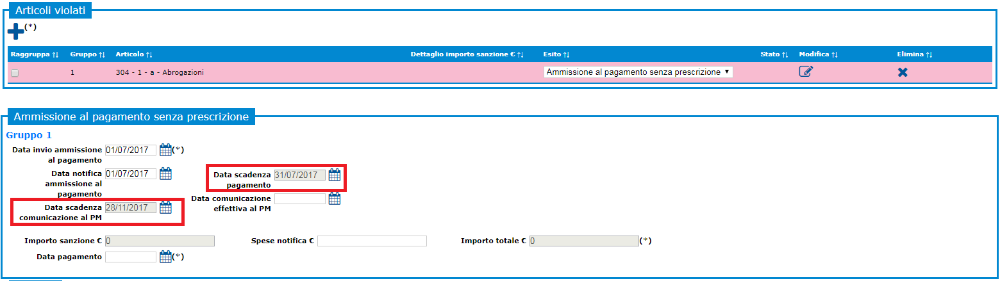 Articoli violati
(*)
Raggruppa Gruppo Articolo Dettaglio importo sanzione € Esito Stato Modifica Elimina
1 304 - 1 - a - Abrogazioni Ammissione al pagamento senza prescrizione
Ammissione al pagamento senza prescrizione
Gruppo 1
Data invio ammissione al pagamento 01/07/2017 (*)
Data notifica ammissione al pagamento 01/07/2017
Data scadenza pagamento 31/07/2017
Data scadenza comunicazione al PM 28/11/2017
Data comunicazione effettiva al PM
Importo sanzione € 0 Spese notifica € Importo totale € 0 (*)
Data pagamento (*)